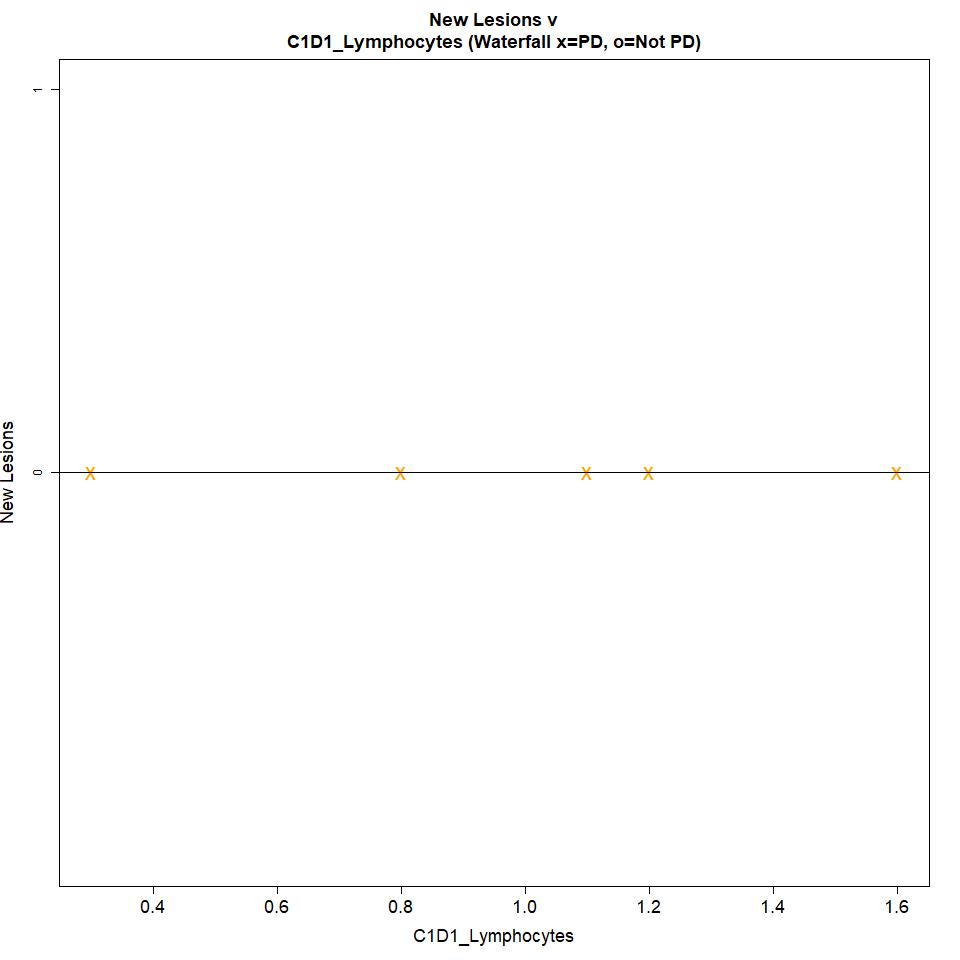 New Lesions v
C1D1_Lymphocytes (Waterfall x=PD, o=Not PD)
1
New Lesions
0
X X X X X
0.4 0.6 0.8 1.0 1.2 1.4 1.6
C1D1_Lymphocytes